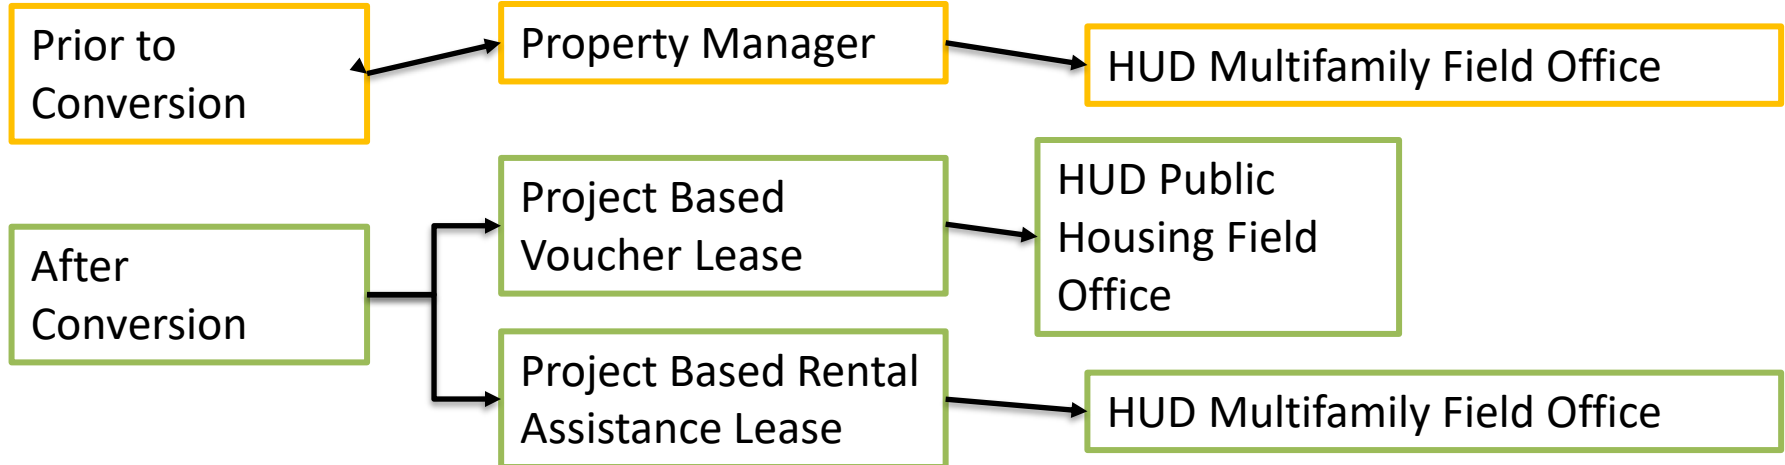 Prior to
Conversion
Property Manager
HUD Multifamily Field Office
After
Conversion
Project Based
Voucher Lease
HUD Public
Housing Field
Office
Project Based Rental
Assistance Lease
HUD Multifamily Field Office